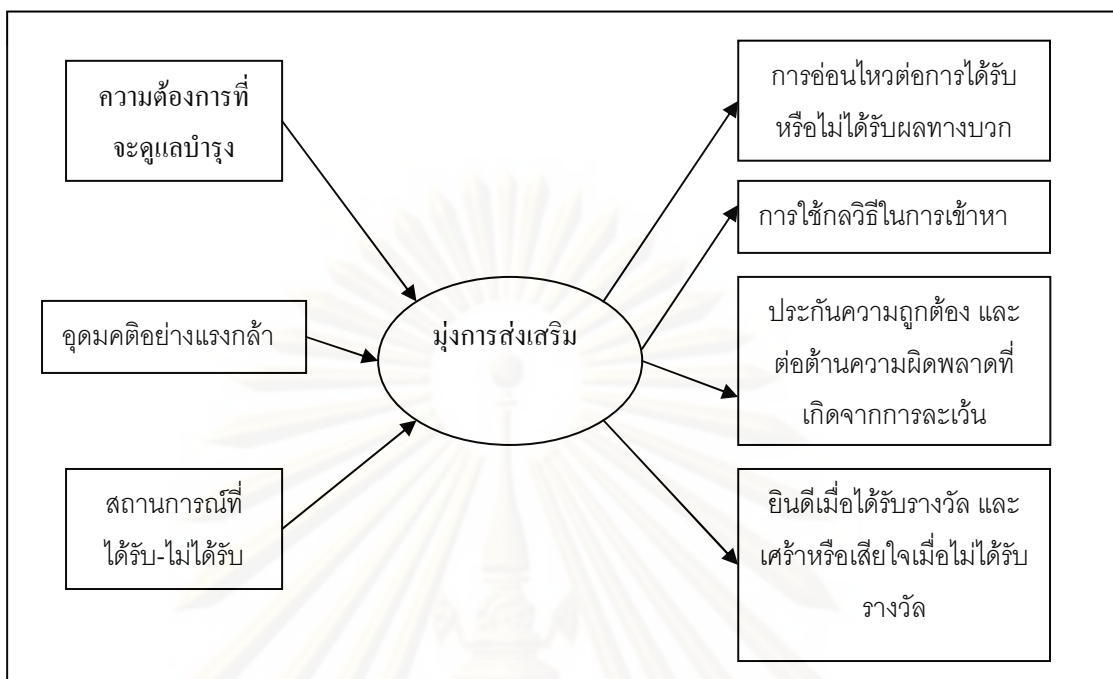 ความต้องการที่
จะดูแลบำรุง
อุดมคติอย่างแรงกล้า
สถานการณ์ที่
ได้รับ-ไม่ได้รับ
มุ่งการส่งเสริม
การอ่อนไหวต่อการได้รับ
หรือไม่ได้รับผลทางบวก
การใช้กลวิธีในการเข้าหา
ประกันความถูกต้อง และ
ต่อต้านความผิดพลาดที่
เกิดจากการละเว้น
ยินดีเมื่อได้รับรางวัล และ
เศร้าหรือเสียใจเมื่อไม่ได้รับ
รางวัล